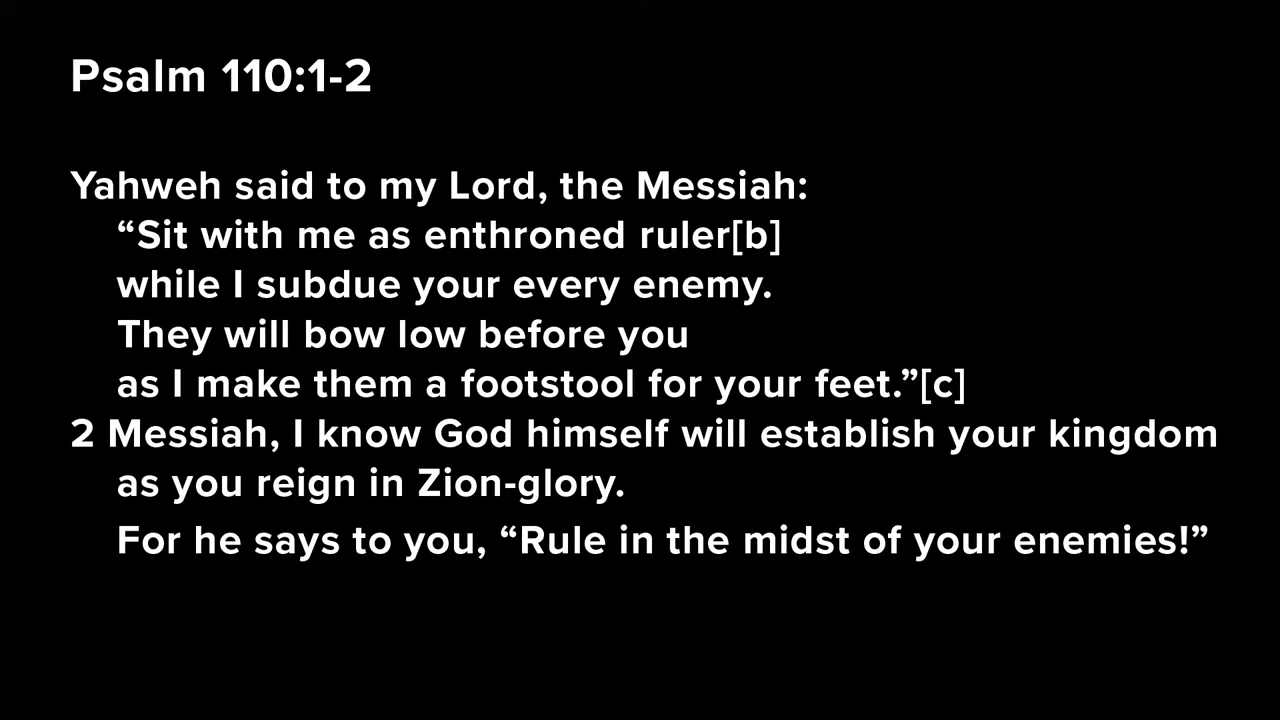 Psalm 110:1-2
Yahweh said to my Lord, the Messiah:
“Sit with me as enthroned ruler[b]
while I subdue your every enemy.
They will bow low before you
as I make them a footstool for your feet.”[c]
2 Messiah, I know God himself will establish your kingdom
as you reign in Zion-glory.
For he says to you, “Rule in the midst of your enemies!”